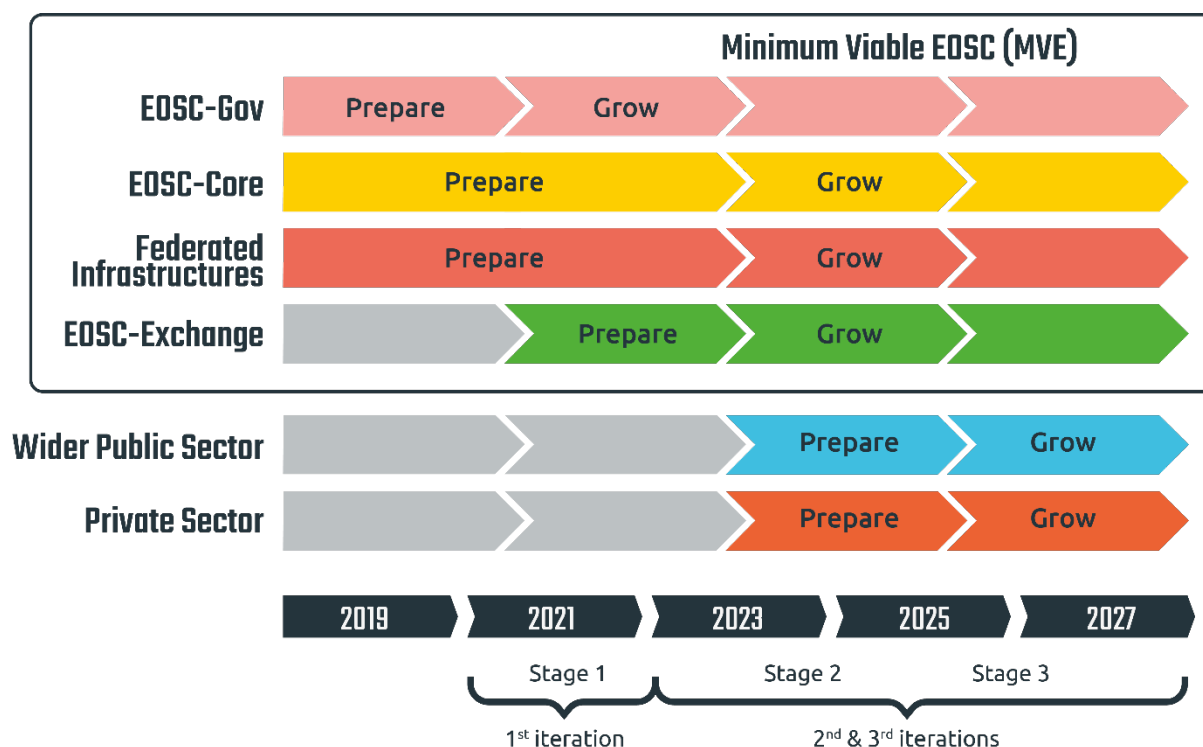 Minimum Viable EOSC (MVE)
EOSC-Gov
Prepare
Grow
EOSC-Core
Prepare
Grow
Federated
Infrastructures
Prepare
Grow
EOSC-Exchange
Prepare
Grow
Wider Public Sector
Prepare
Grow
Private Sector
Prepare
Grow
2019
2021
2023
2025
2027
Stage 1
Stage 2
Stage 3
1st iteration
2nd & 3rd iterations